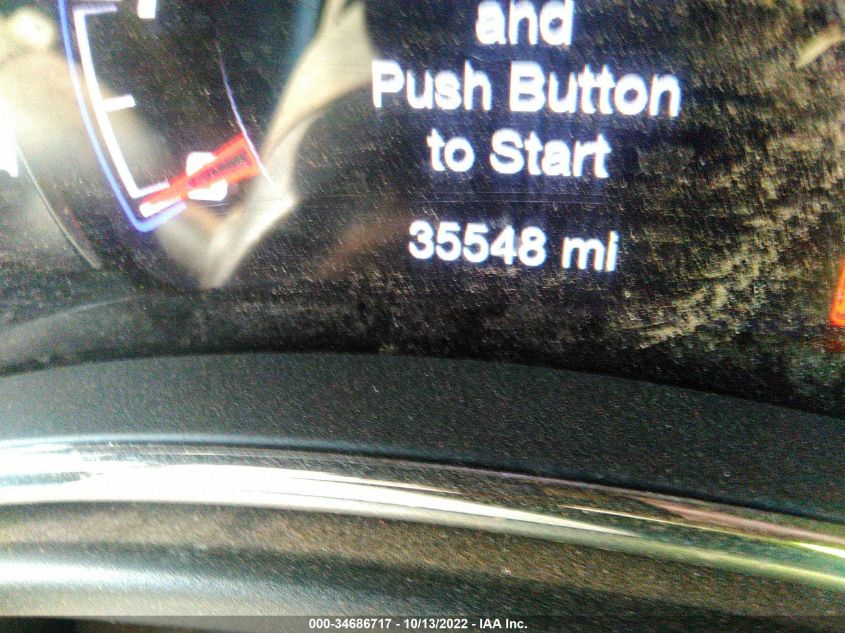 and
Push Button
to Start
35548 mi
000-34686717 - 10/13/2022 - IAA Inc.